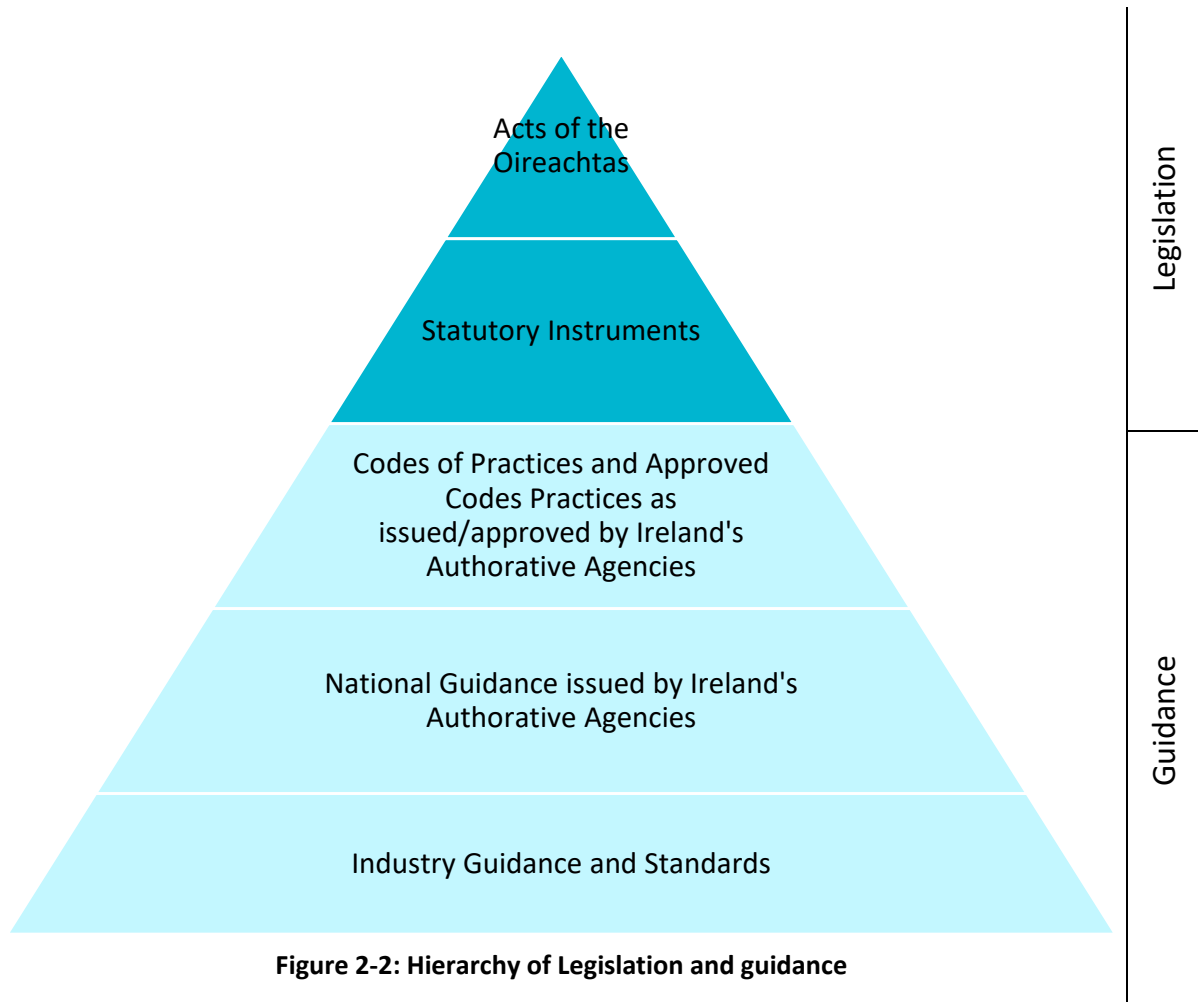 Acts of the
Oireachtas
Legislation
Statutory Instruments
Codes of Practices and Approved
Codes Practices as
issued/approved by Ireland's
Authorative Agencies
National Guidance issued by Ireland's
Authorative Agencies
Guidance
Industry Guidance and Standards
Figure 2-2: Hierarchy of Legislation and guidance